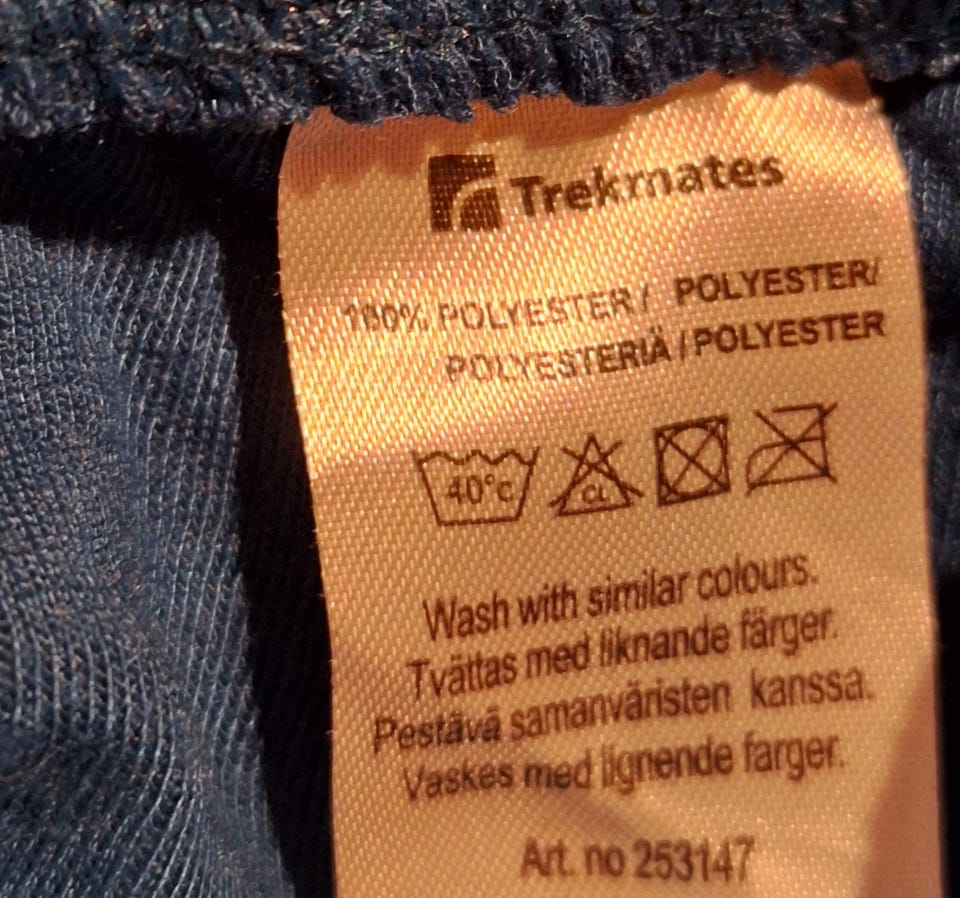 Trekmates
100% POLYESTER / POLYESTER/
POLYESTERIÄ / POLYESTER
40°c CL
Wash with similar colours.
Tvättas med liknande färger.
Pestävä samanväristen kanssa.
Vaskes med lignende farger.
Art. no 253147